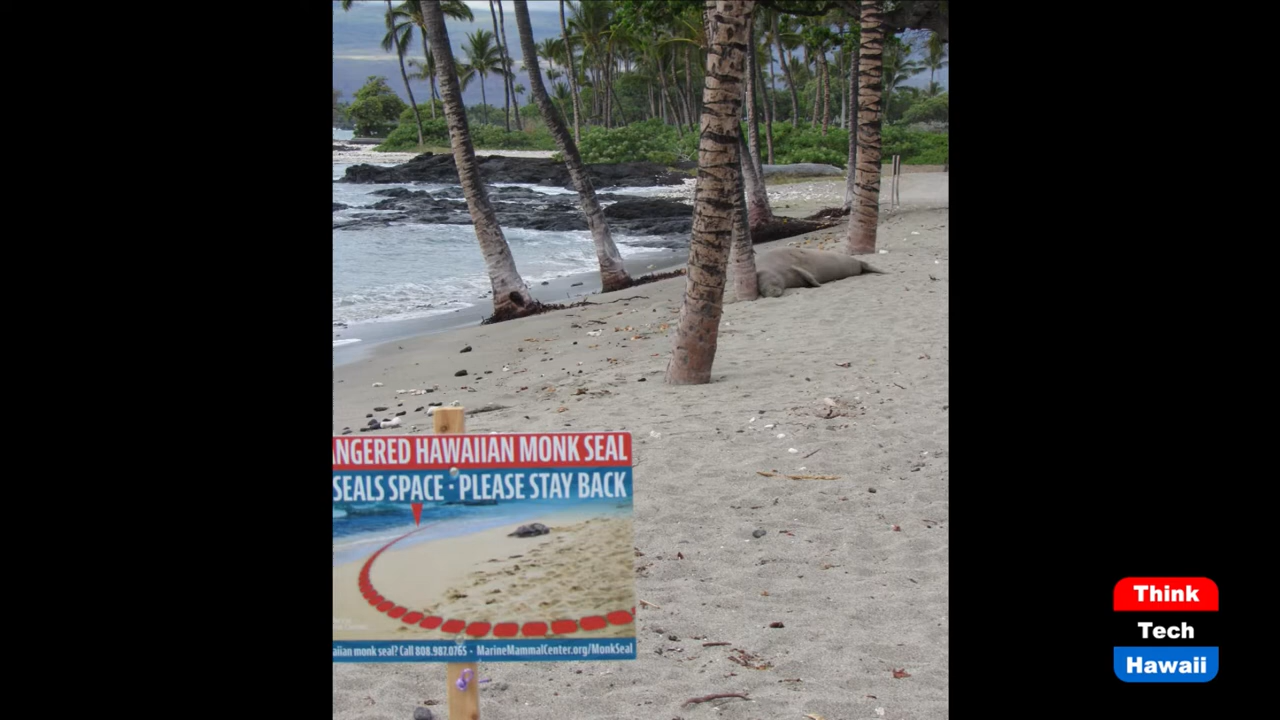 ANGERED HAWAIIAN MONK SEAL
SEALS SPACE · PLEASE STAY BACK
aiian monk seal? Call 808.987.0765 · MarineMammalCenter.org/MonkSeal
Think
Tech
Hawaii